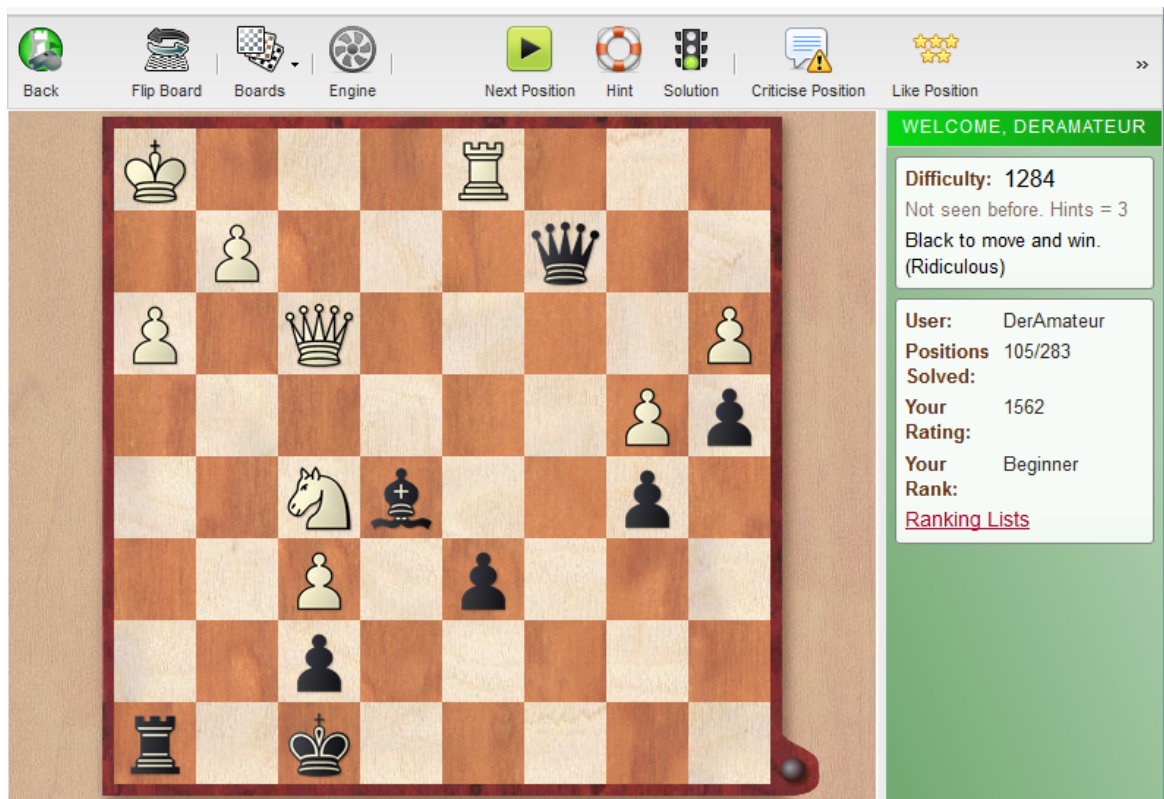 Back
Flip Board
Boards
Engine
Next Position
Hint
Solution
Criticise Position
Like Position
»
WELCOME, DERAMATEUR
Difficulty: 1284
Not seen before. Hints = 3
Black to move and win.
(Ridiculous)
User: DerAmateur
Positions 105/283
Solved:
Your 1562
Rating:
Your Beginner
Rank:
Ranking Lists